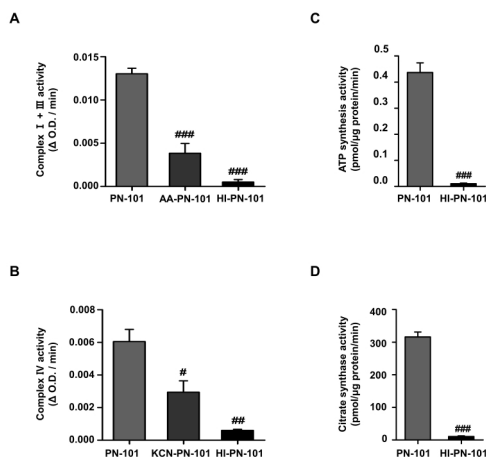 A
Complex I + III activity
(Δ O.D. / min)
0.015
0.010
0.005
0.000
###
###
PN-101
AA-PN-101
HI-PN-101
C
ATP synthesis activity
(pmol/μg protein/min)
0.5
0.4
0.3
0.2
0.1
0.0
###
PN-101
HI-PN-101
B
Complex IV activity
(Δ O.D. / min)
0.008
0.006
0.004
0.002
0.000
#
##
PN-101
KCN-PN-101
HI-PN-101
D
Citrate synthase activity
(pmol/μg protein/min)
400
300
200
100
0
###
PN-101
HI-PN-101